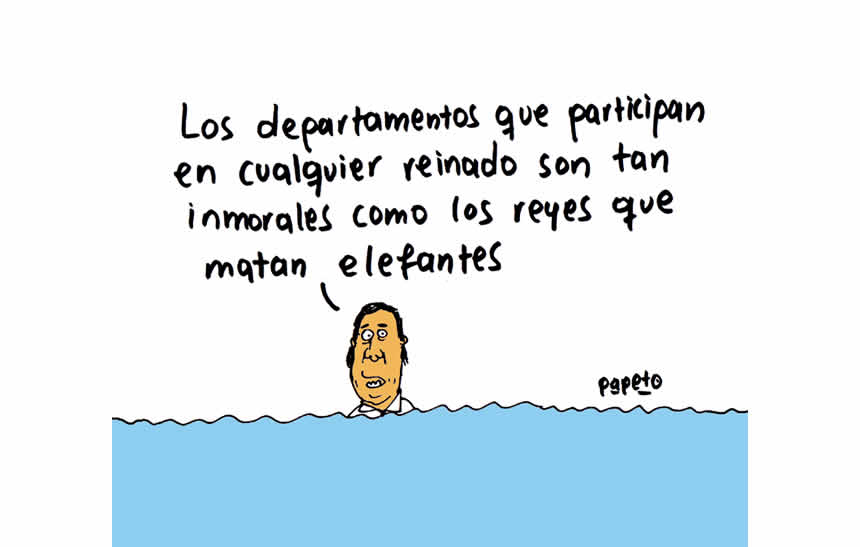 Los departamentos que participan
en cualquier reinado son tan
inmorales como los reyes que
matan elefantes
papeto